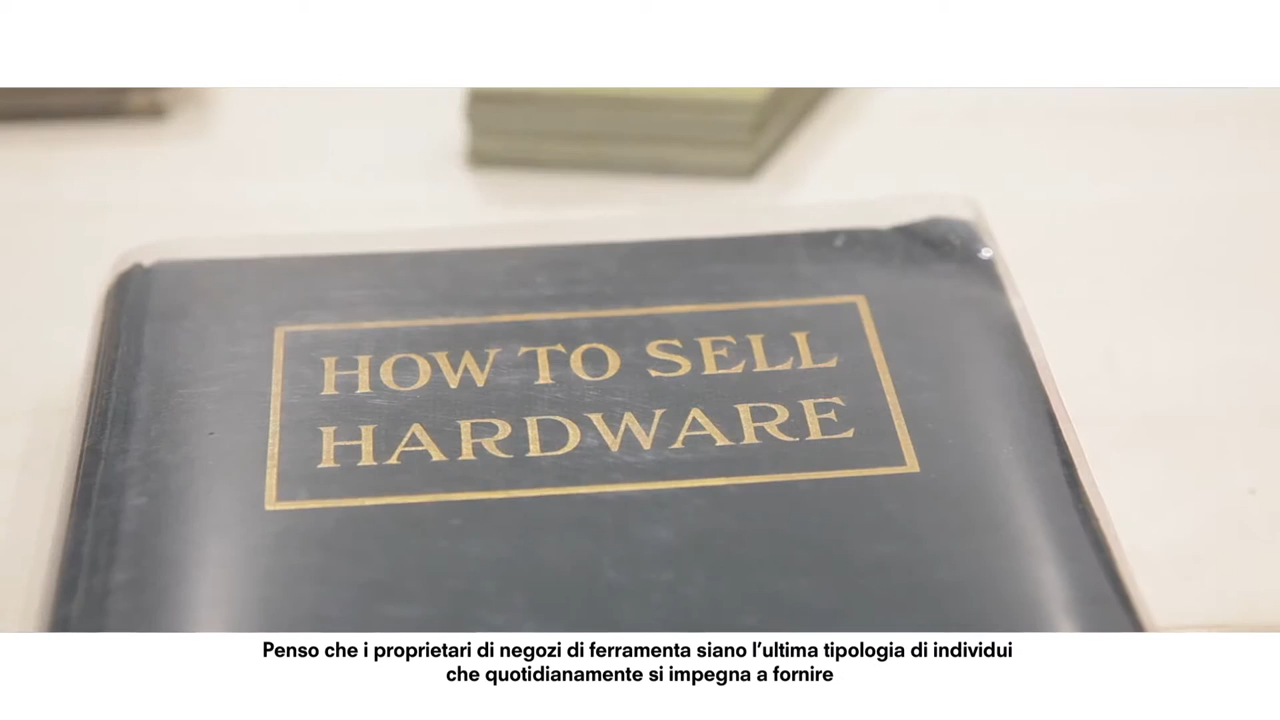 HOW TO SELL
HARDWARE
Penso che i proprietari di negozi di ferramenta siano l’ultima tipologia di individui
che quotidianamente si impegna a fornire